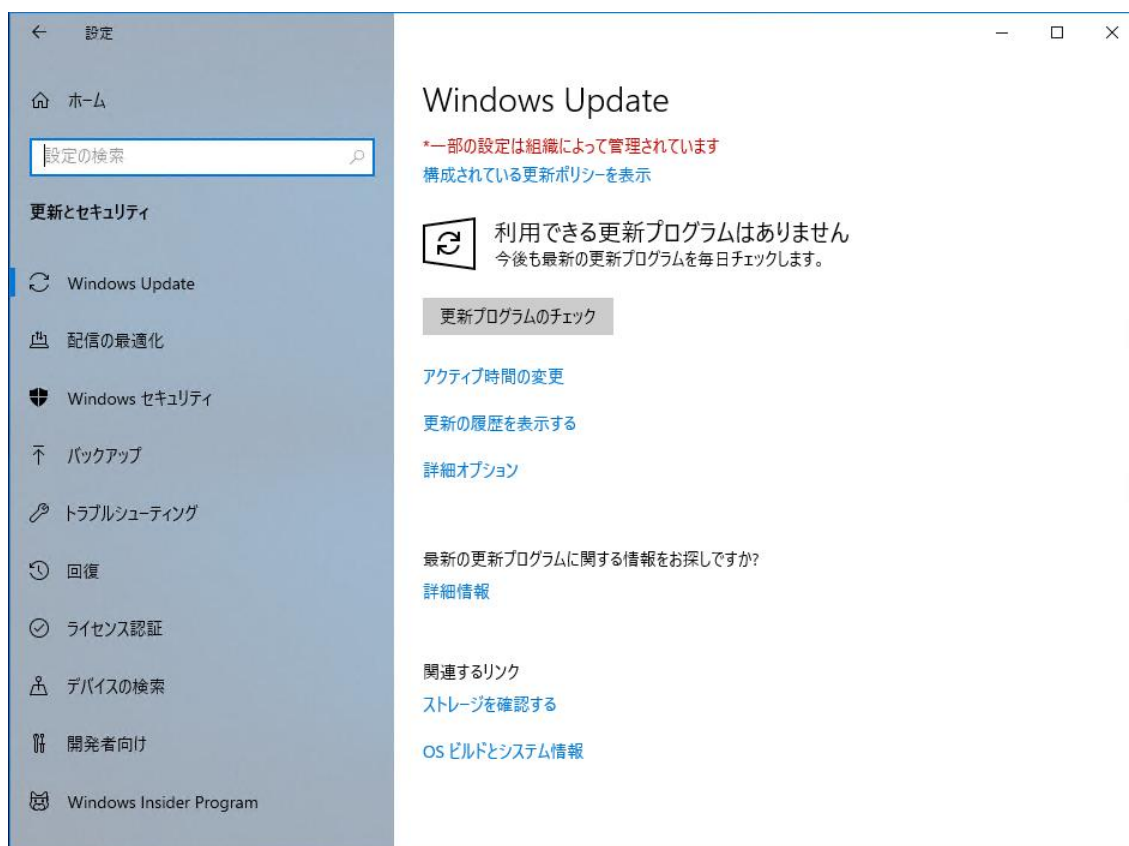 設定
ホーム
設定の検索
更新とセキュリティ
Windows Update
配信の最適化
Windows セキュリティ
バックアップ
トラブルシューティング
回復
ライセンス認証
デバイスの検索
開発者向け
Windows Insider Program
Windows Update
*一部の設定は組織によって管理されています
構成されている更新ポリシーを表示
利用できる更新プログラムはありません
今後も最新の更新プログラムを毎日チェックします。
更新プログラムのチェック
アクティブ時間の変更
更新の履歴を表示する
詳細オプション
最新の更新プログラムに関する情報をお探しですか?
詳細情報
関連するリンク
ストレージを確認する
OS ビルドとシステム情報